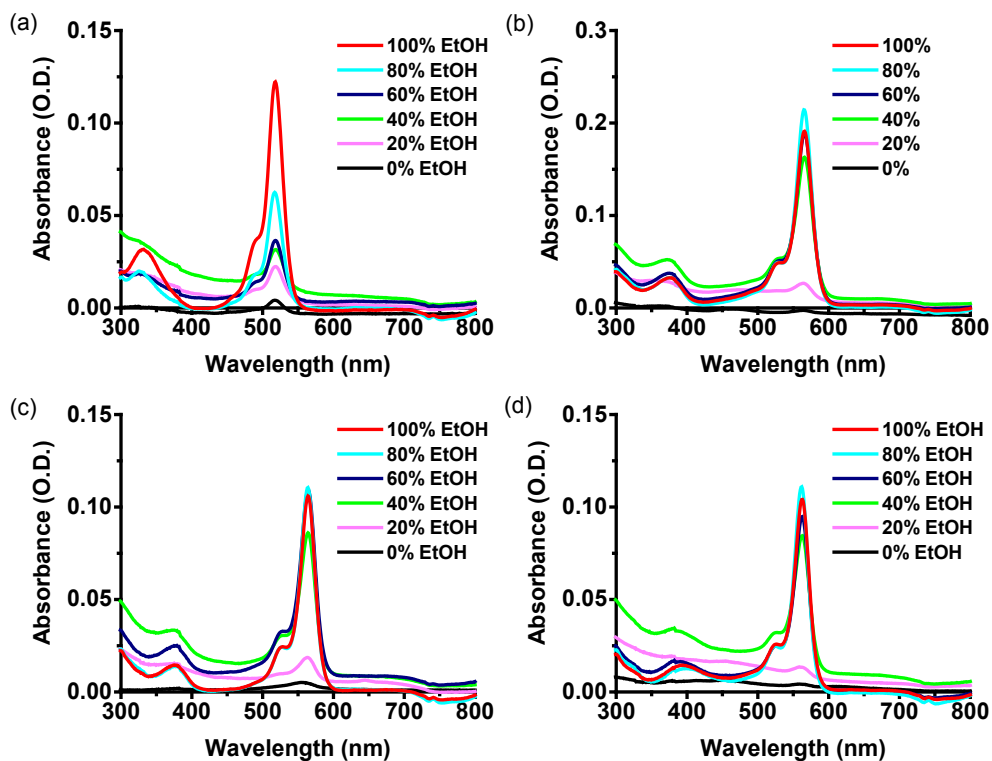 (a)
0.15
0.10
0.05
0.00
Absorbance (O.D.)
100% EtOH
80% EtOH
60% EtOH
40% EtOH
20% EtOH
0% EtOH
300 400 500 600 700 800
Wavelength (nm)
(b)
0.3
0.2
0.1
0.0
Absorbance (O.D.)
100%
80%
60%
40%
20%
0%
300 400 500 600 700 800
Wavelength (nm)
(c)
0.15
0.10
0.05
0.00
Absorbance (O.D.)
100% EtOH
80% EtOH
60% EtOH
40% EtOH
20% EtOH
0% EtOH
300 400 500 600 700 800
Wavelength (nm)
(d)
0.15
0.10
0.05
0.00
Absorbance (O.D.)
100% EtOH
80% EtOH
60% EtOH
40% EtOH
20% EtOH
0% EtOH
300 400 500 600 700 800
Wavelength (nm)